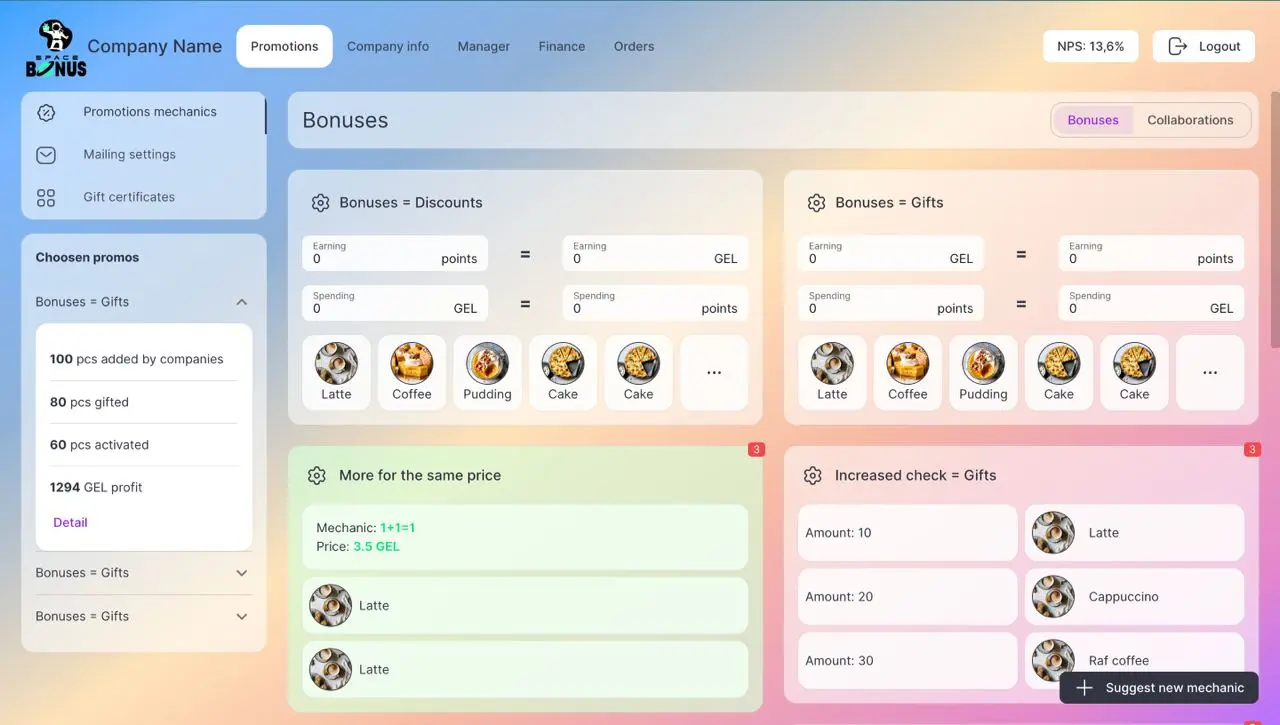 SPACE
BONUS
Company Name
Promotions
Company info
Manager
Finance
Orders
NPS: 13,6%
Logout
Promotions mechanics
Mailing settings
Gift certificates
Choosen promos
Bonuses = Gifts
100 pcs added by companies
80 pcs gifted
60 pcs activated
1294 GEL profit
Detail
Bonuses = Gifts
Bonuses = Gifts
Bonuses
Bonuses
Collaborations
Bonuses = Discounts
Earning
0 points
=
Earning
0 GEL
Spending
0 GEL
=
Spending
0 points
Latte
Coffee
Pudding
Cake
Cake
...
Bonuses = Gifts
Earning
0 GEL
=
Earning
0 points
Spending
0 points
=
Spending
0 GEL
Latte
Coffee
Pudding
Cake
Cake
...
3
More for the same price
Mechanic: 1+1=1
Price: 3.5 GEL
Latte
Latte
3
Increased check = Gifts
Amount: 10
Latte
Amount: 20
Cappuccino
Amount: 30
Raf coffee
Suggest new mechanic